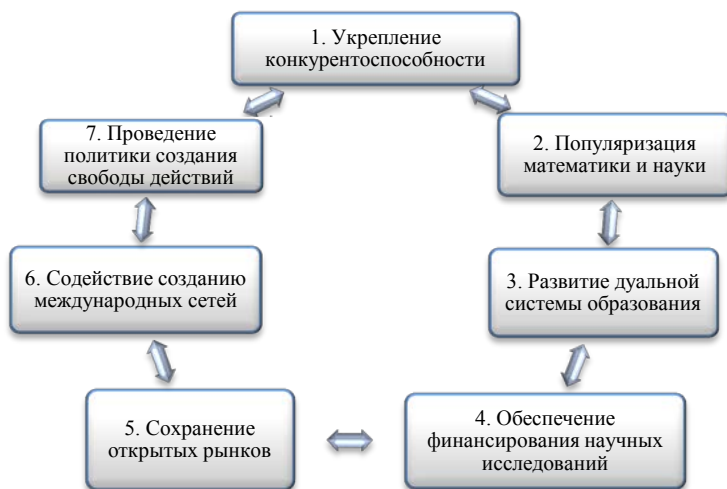 1. Укрепление
конкурентоспособности
2. Популяризация
математики и науки
3. Развитие дуальной
системы образования
4. Обеспечение
финансирования научных
исследований
5. Сохранение
открытых рынков
6. Содействие созданию
международных сетей
7. Проведение
политики создания
свободы действий